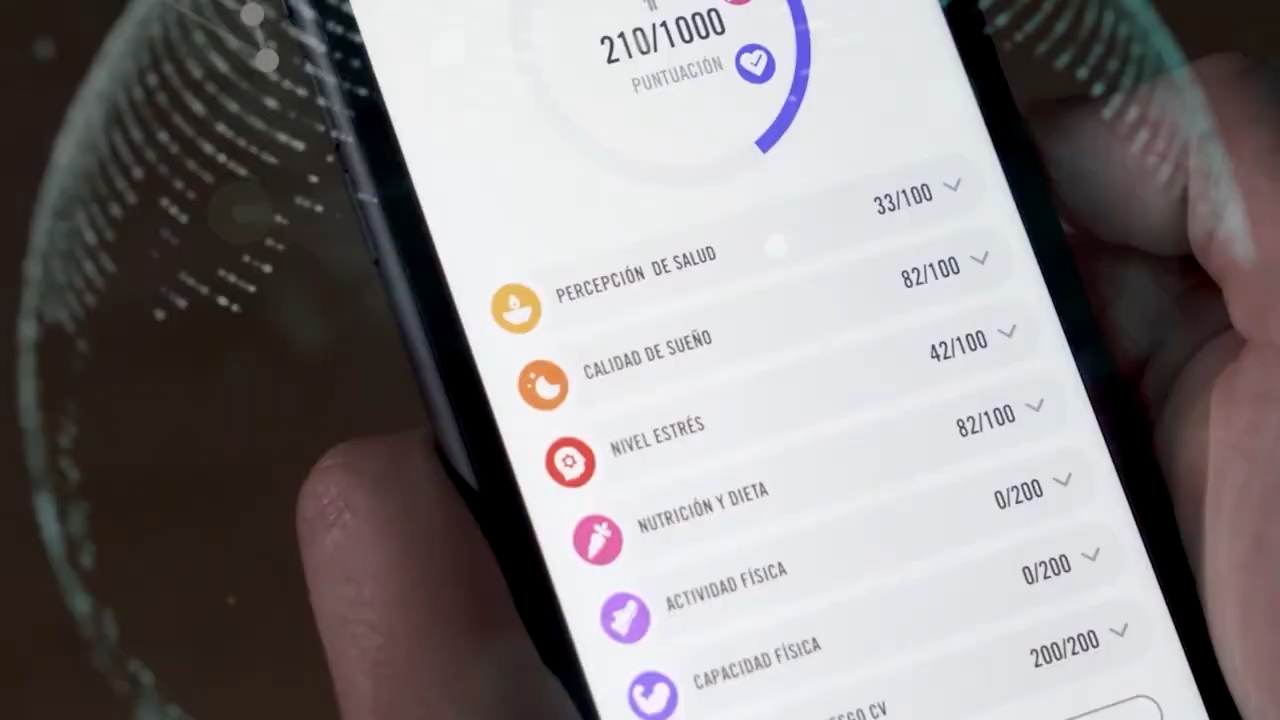 210/1000
PUNTUACIÓN
PERCEPCIÓN DE SALUD 33/100
CALIDAD DE SUEÑO 82/100
NIVEL ESTRÉS 42/100
NUTRICIÓN Y DIETA 82/100
ACTIVIDAD FÍSICA 0/200
CAPACIDAD FÍSICA 0/200
CV 200/200